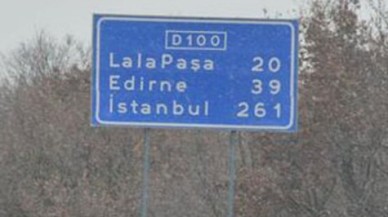 D100
LalaPaşa 20
Edirne 39
İstanbul 261